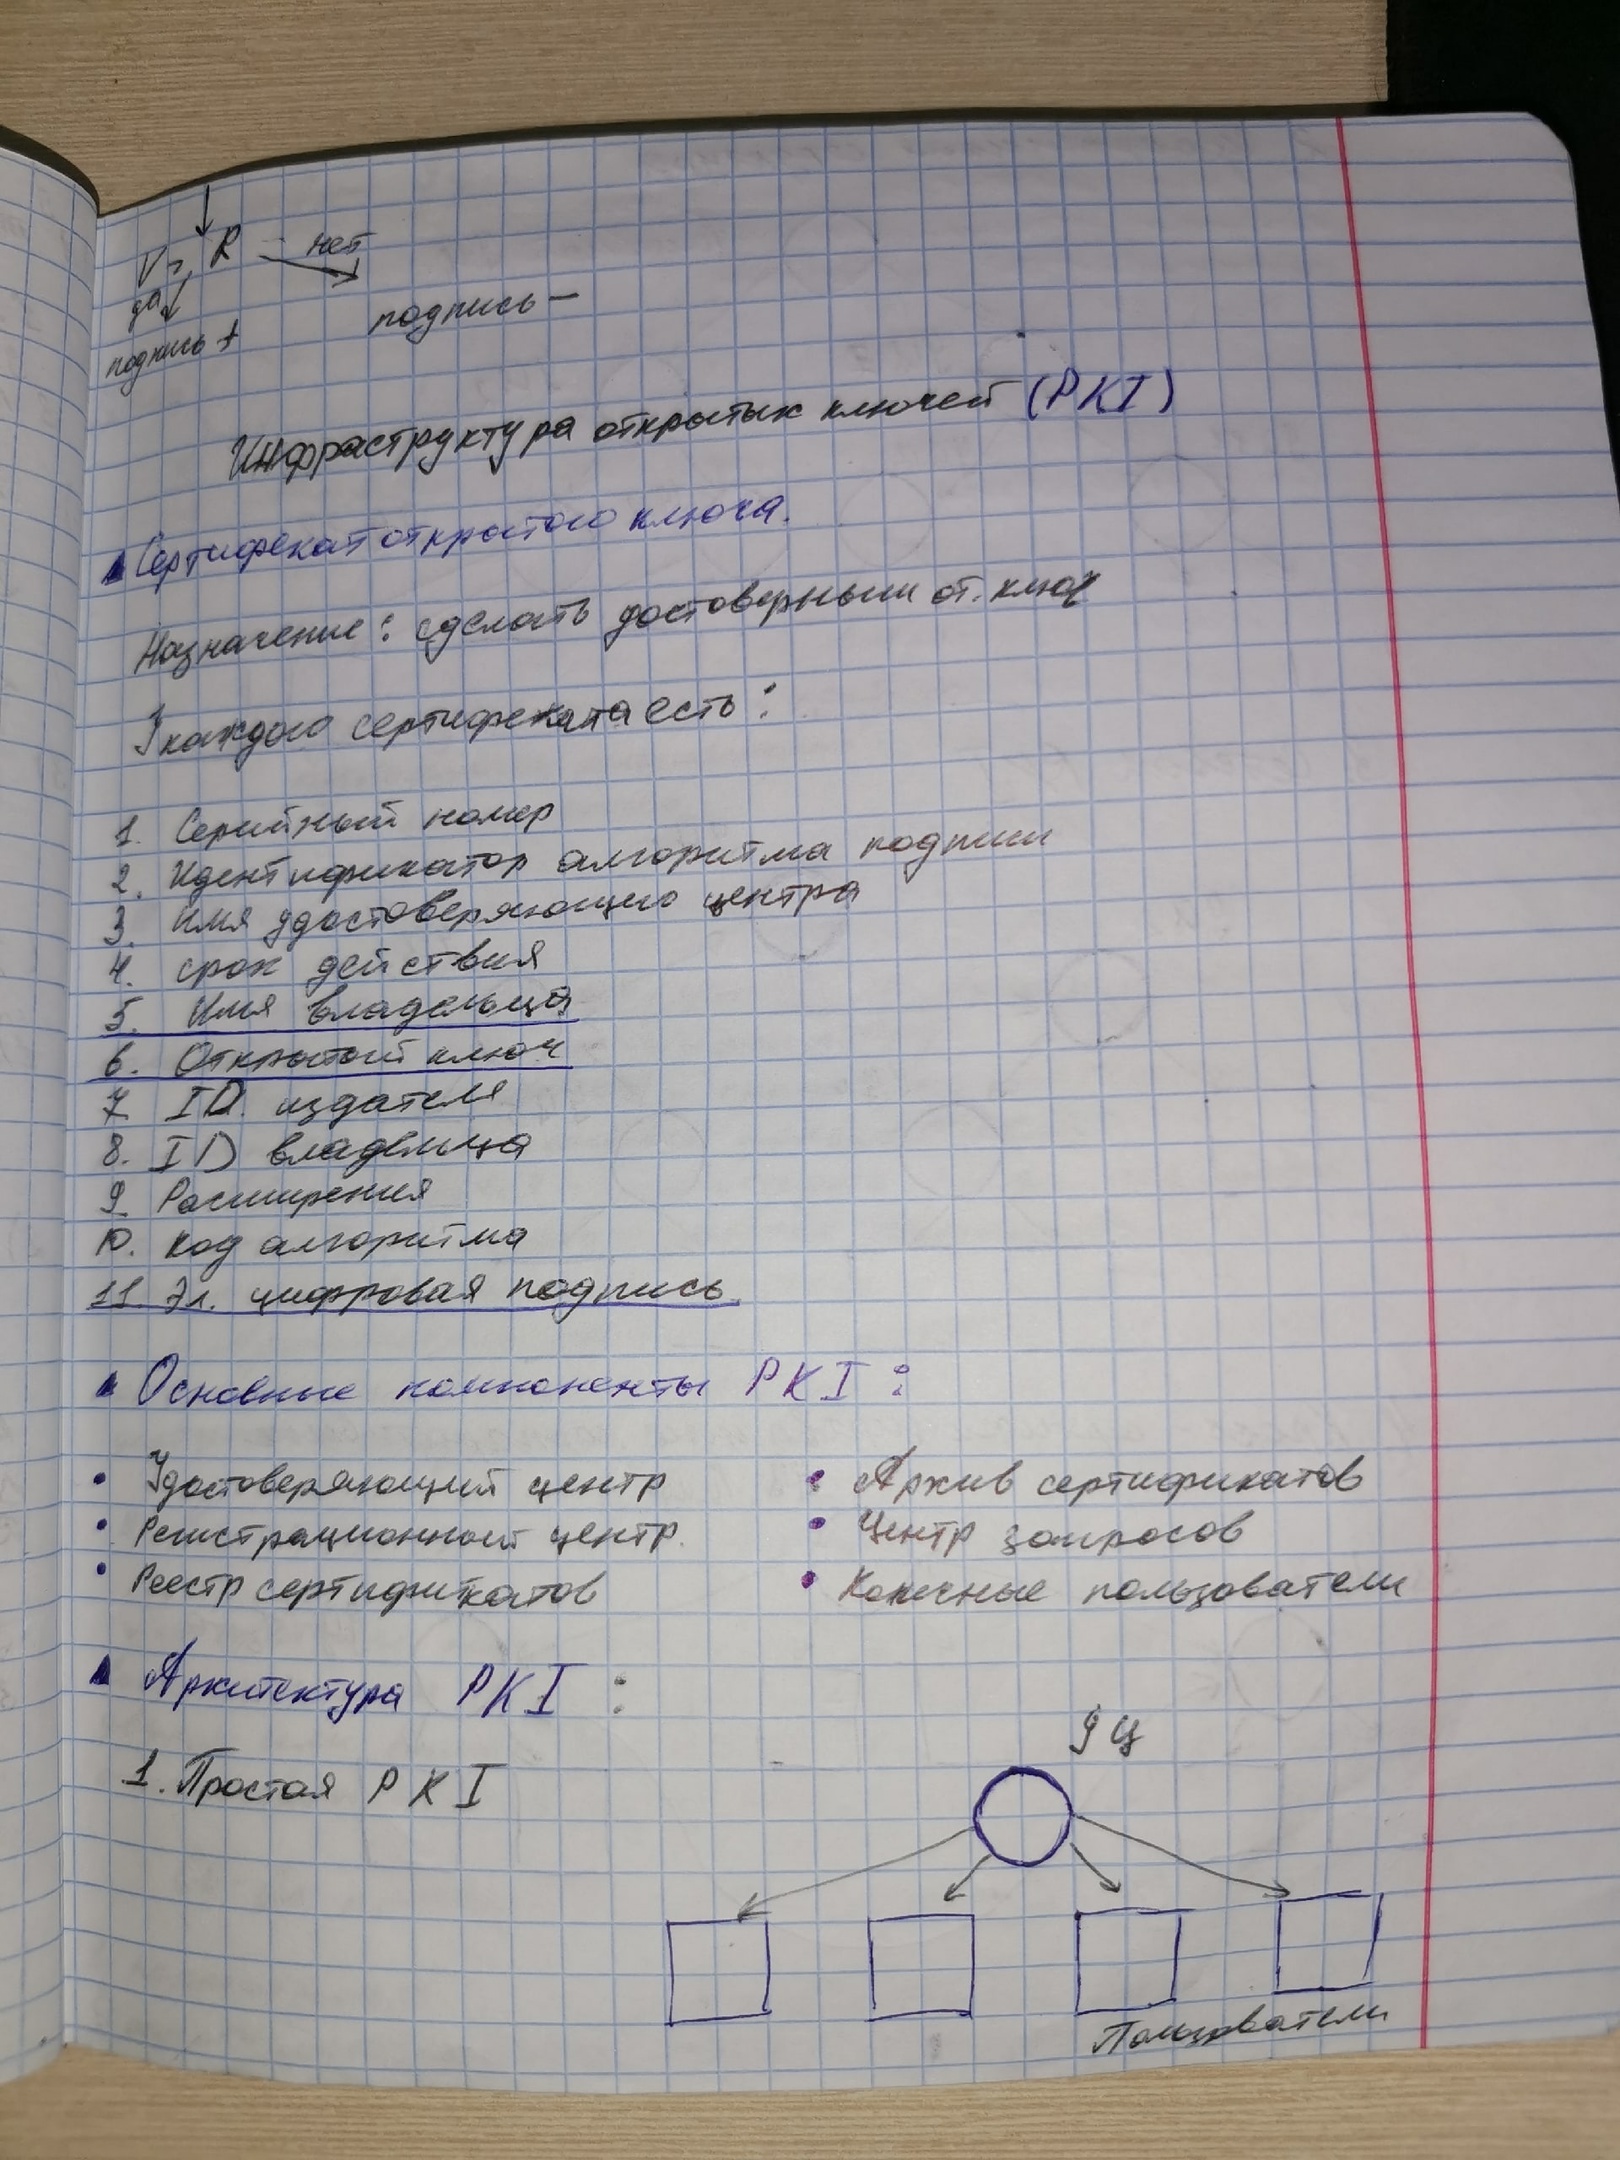 V = R нет
да
подпись +
подпись –
Инфраструктура открытых ключей (PKI)
Сертифекат открытого ключа.
Назначение: сделать достоверным от. ключ
У каждого сертифеката есть:
1. Серийный номер
2. Идентификатор алгоритма подписи
3. Имя удостоверяющего центра
4. срок действия
5. Имя владельца
6. Открытый ключ
7. ID издателя
8. ID владельца
9. Расширения
10. Код алгоритма
11. Эл. цифровая подпись.
Основные компоненты PKI:
• Удостоверяющий центр • Архив сертификатов
• Регистрационный центр. • Центр запросов
• Реестр сертификатов • Конечные пользователи
Архитектура PKI:
УЦ
1. Простая PKI
Пользователи